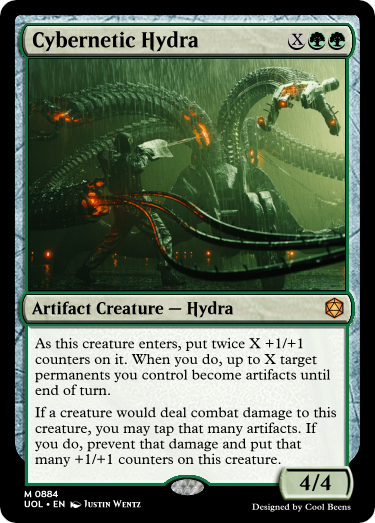 Cybernetic Hydra
X
Artifact Creature — Hydra
As this creature enters, put twice X +1/+1
counters on it. When you do, up to X target
permanents you control become artifacts until
end of turn.
If a creature would deal combat damage to this
creature, you may tap that many artifacts. If
you do, prevent that damage and put that
many +1/+1 counters on this creature.
4/4
M 0884
UOL • EN Justin Wentz
Designed by Cool Beens